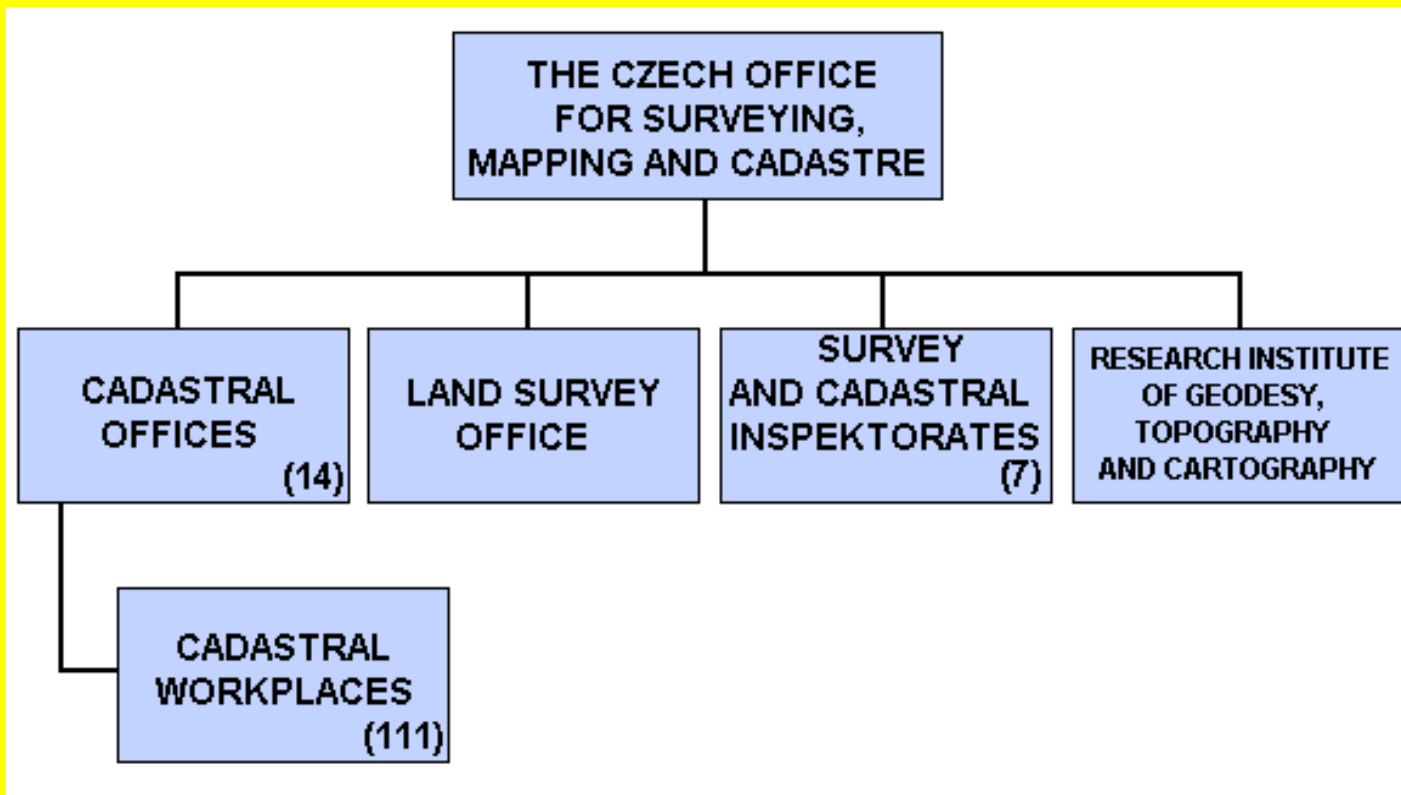 THE CZECH OFFICE
FOR SURVEYING,
MAPPING AND CADASTRE
CADASTRAL
OFFICES
(14)
LAND SURVEY
OFFICE
SURVEY
AND CADASTRAL
INSPEKTORATES
(7)
RESEARCH INSTITUTE
OF GEODESY,
TOPOGRAPHY
AND CARTOGRAPHY
CADASTRAL
WORKPLACES
(111)